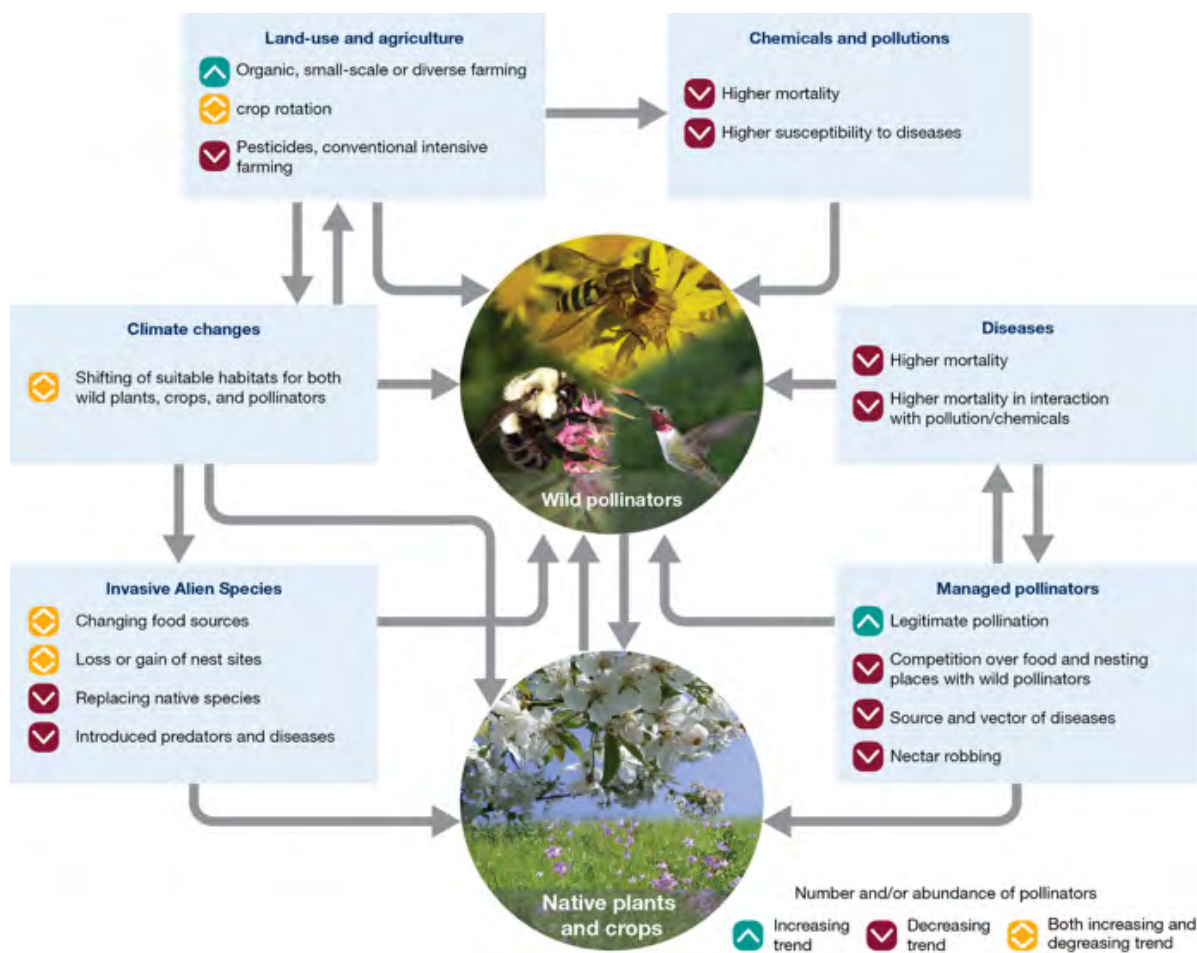 Land-use and agriculture
Organic, small-scale or diverse farming
crop rotation
Pesticides, conventional intensive
farming
Chemicals and pollutions
Higher mortality
Higher susceptibility to diseases
Climate changes
Shifting of suitable habitats for both
wild plants, crops, and pollinators
Wild pollinators
Diseases
Higher mortality
Higher mortality in interaction
with pollution/chemicals
Invasive Alien Species
Changing food sources
Loss or gain of nest sites
Replacing native species
Introduced predators and diseases
Managed pollinators
Legitimate pollination
Competition over food and nesting
places with wild pollinators
Source and vector of diseases
Nectar robbing
Native plants
and crops
Number and/or abundance of pollinators
Increasing
trend
Decreasing
trend
Both increasing and
degreasing trend